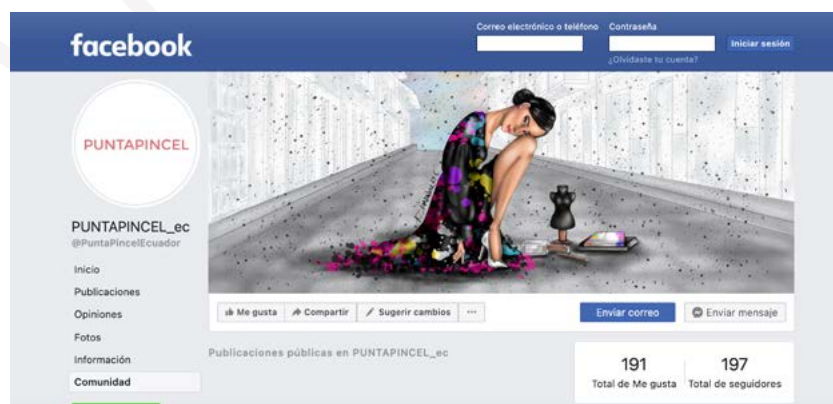 Correo electrónico o teléfono Contraseña
facebook
Iniciar sesión
¿Olvidaste tu cuenta?
PUNTAPINCEL
PUNTAPINCEL_ec
@PuntaPincelEcuador
Inicio
Publicaciones
Opiniones
Fotos
Información
Comunidad
Me gusta Compartir Sugerir cambios ...
Enviar correo Enviar mensaje
Publicaciones públicas en PUNTAPINCEL_ec
191 197
Total de Me gusta Total de seguidores